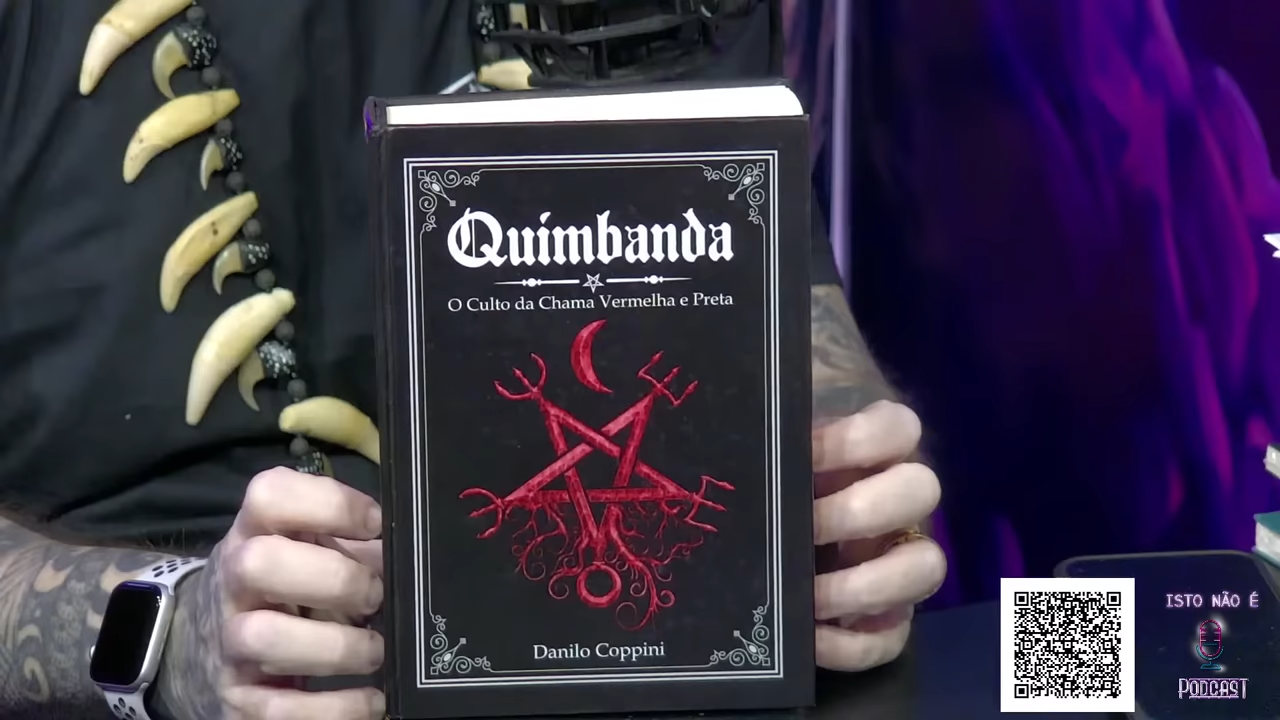 Quimbanda
O Culto da Chama Vermelha e Preta
Danilo Coppini
ISTO NÃO É
PODCAST